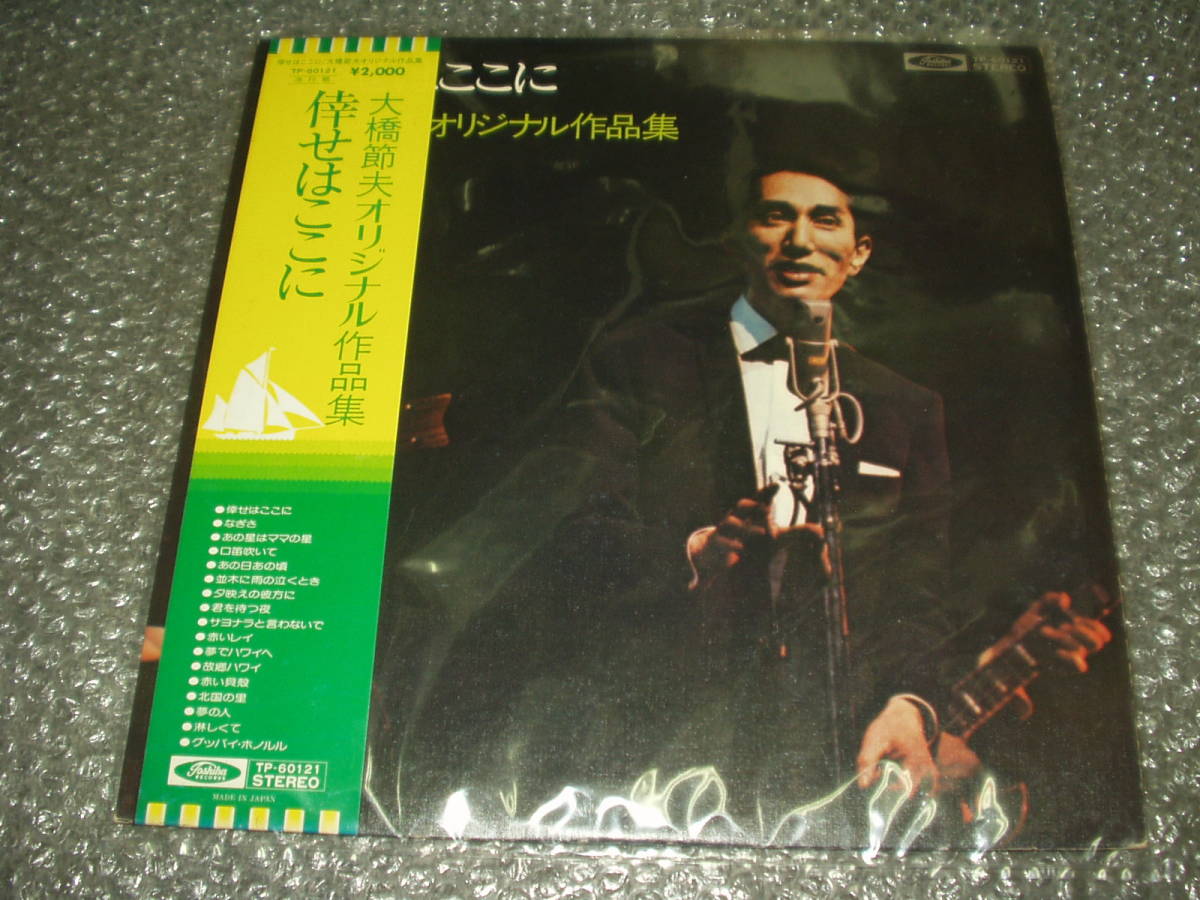 倖せはここに/大橋節夫オリジナル作品集
TP-60121
¥2,000
大橋節夫オリジナル作品集
倖せはここに
●倖せはここに
●なぎさ
●あの星はママの星
●口笛吹いて
●あの日あの頃
●並木に雨の泣くとき
●夕映えの彼方に
●君を待つ夜
●サヨナラと言わないで
●赤いレイ
●夢でハワイへ
●故郷ハワイ
●赤い貝殻
●北国の里
●夢の人
●淋しくて
●グッバイ・ホノルル
Toshiba
RECORDS
TP-60121
STEREO
MADE IN JAPAN
ここに
オリジナル作品集
Toshiba
RECORDS
TP-60121
STEREO